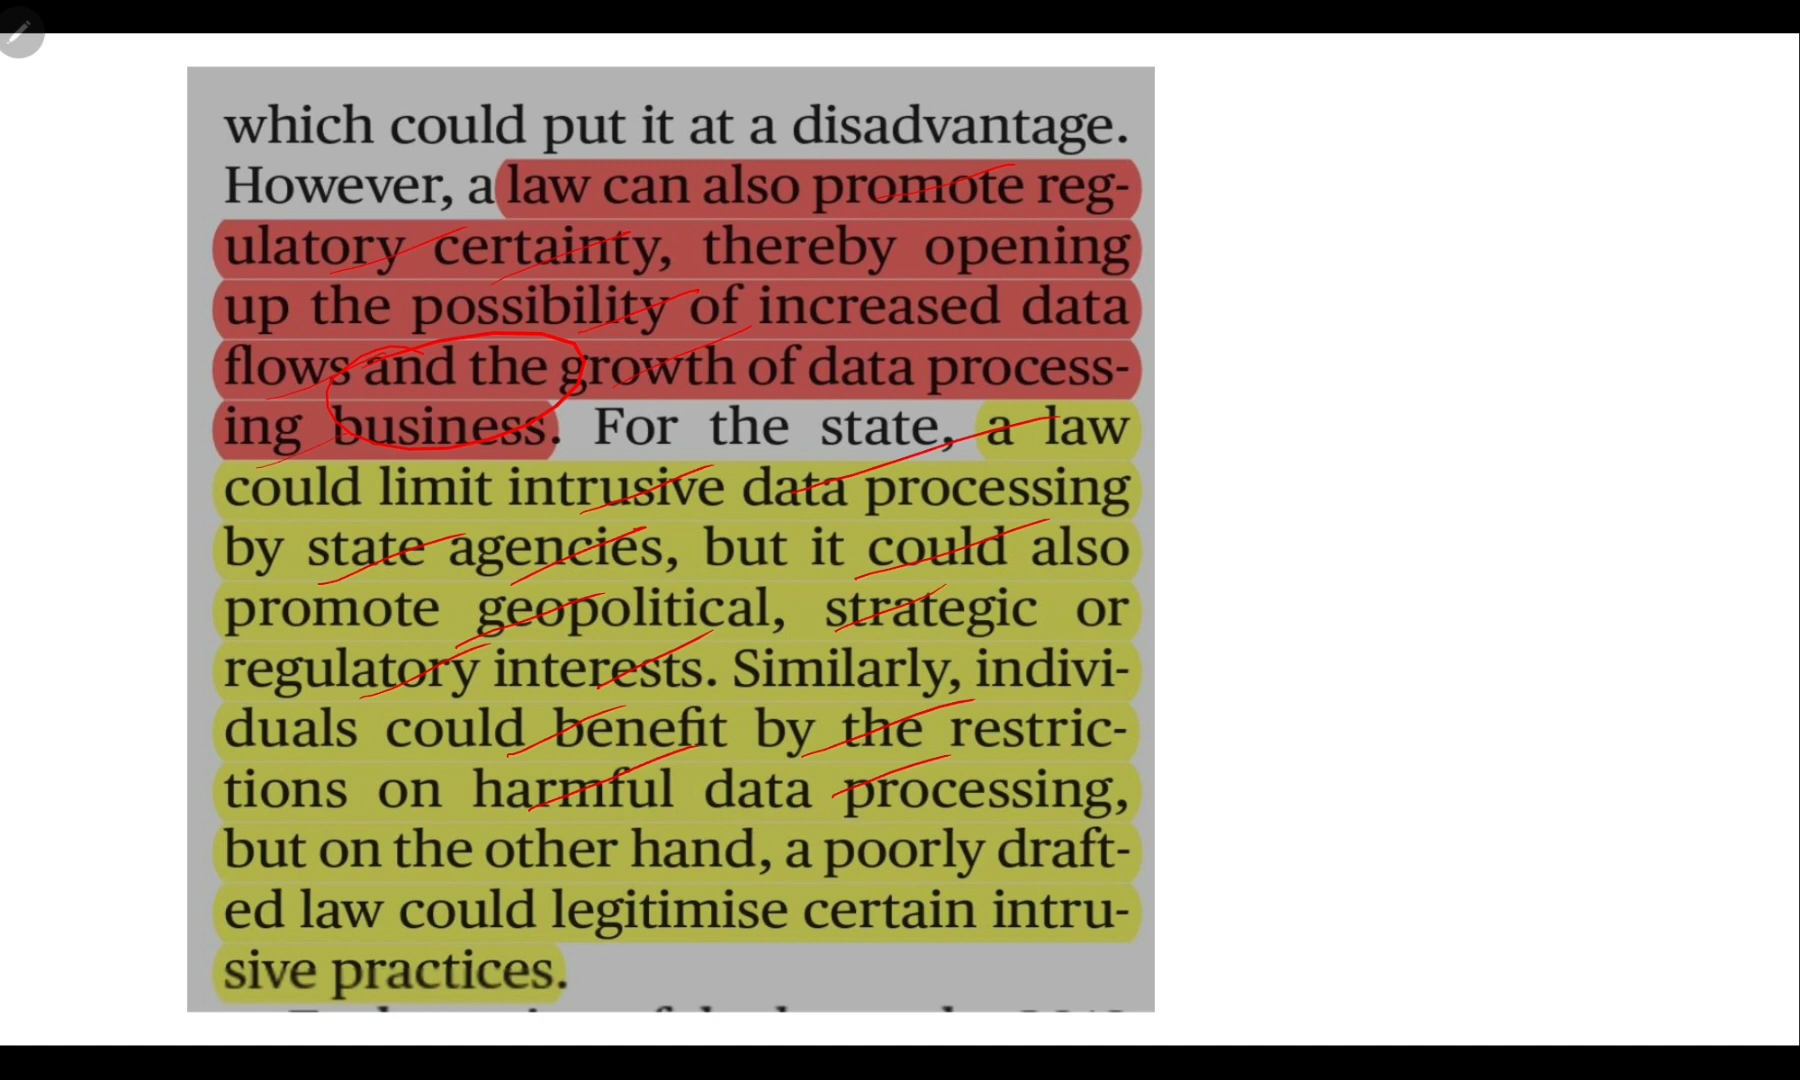 which could put it at a disadvantage.
However, a law can also promote reg-
ulatory certainty, thereby opening
up the possibility of increased data
flows and the growth of data process-
ing business. For the state, a law
could limit intrusive data processing
by state agencies, but it could also
promote geopolitical, strategic or
regulatory interests. Similarly, indivi-
duals could benefit by the restric-
tions on harmful data processing,
but on the other hand, a poorly draft-
ed law could legitimise certain intru-
sive practices.